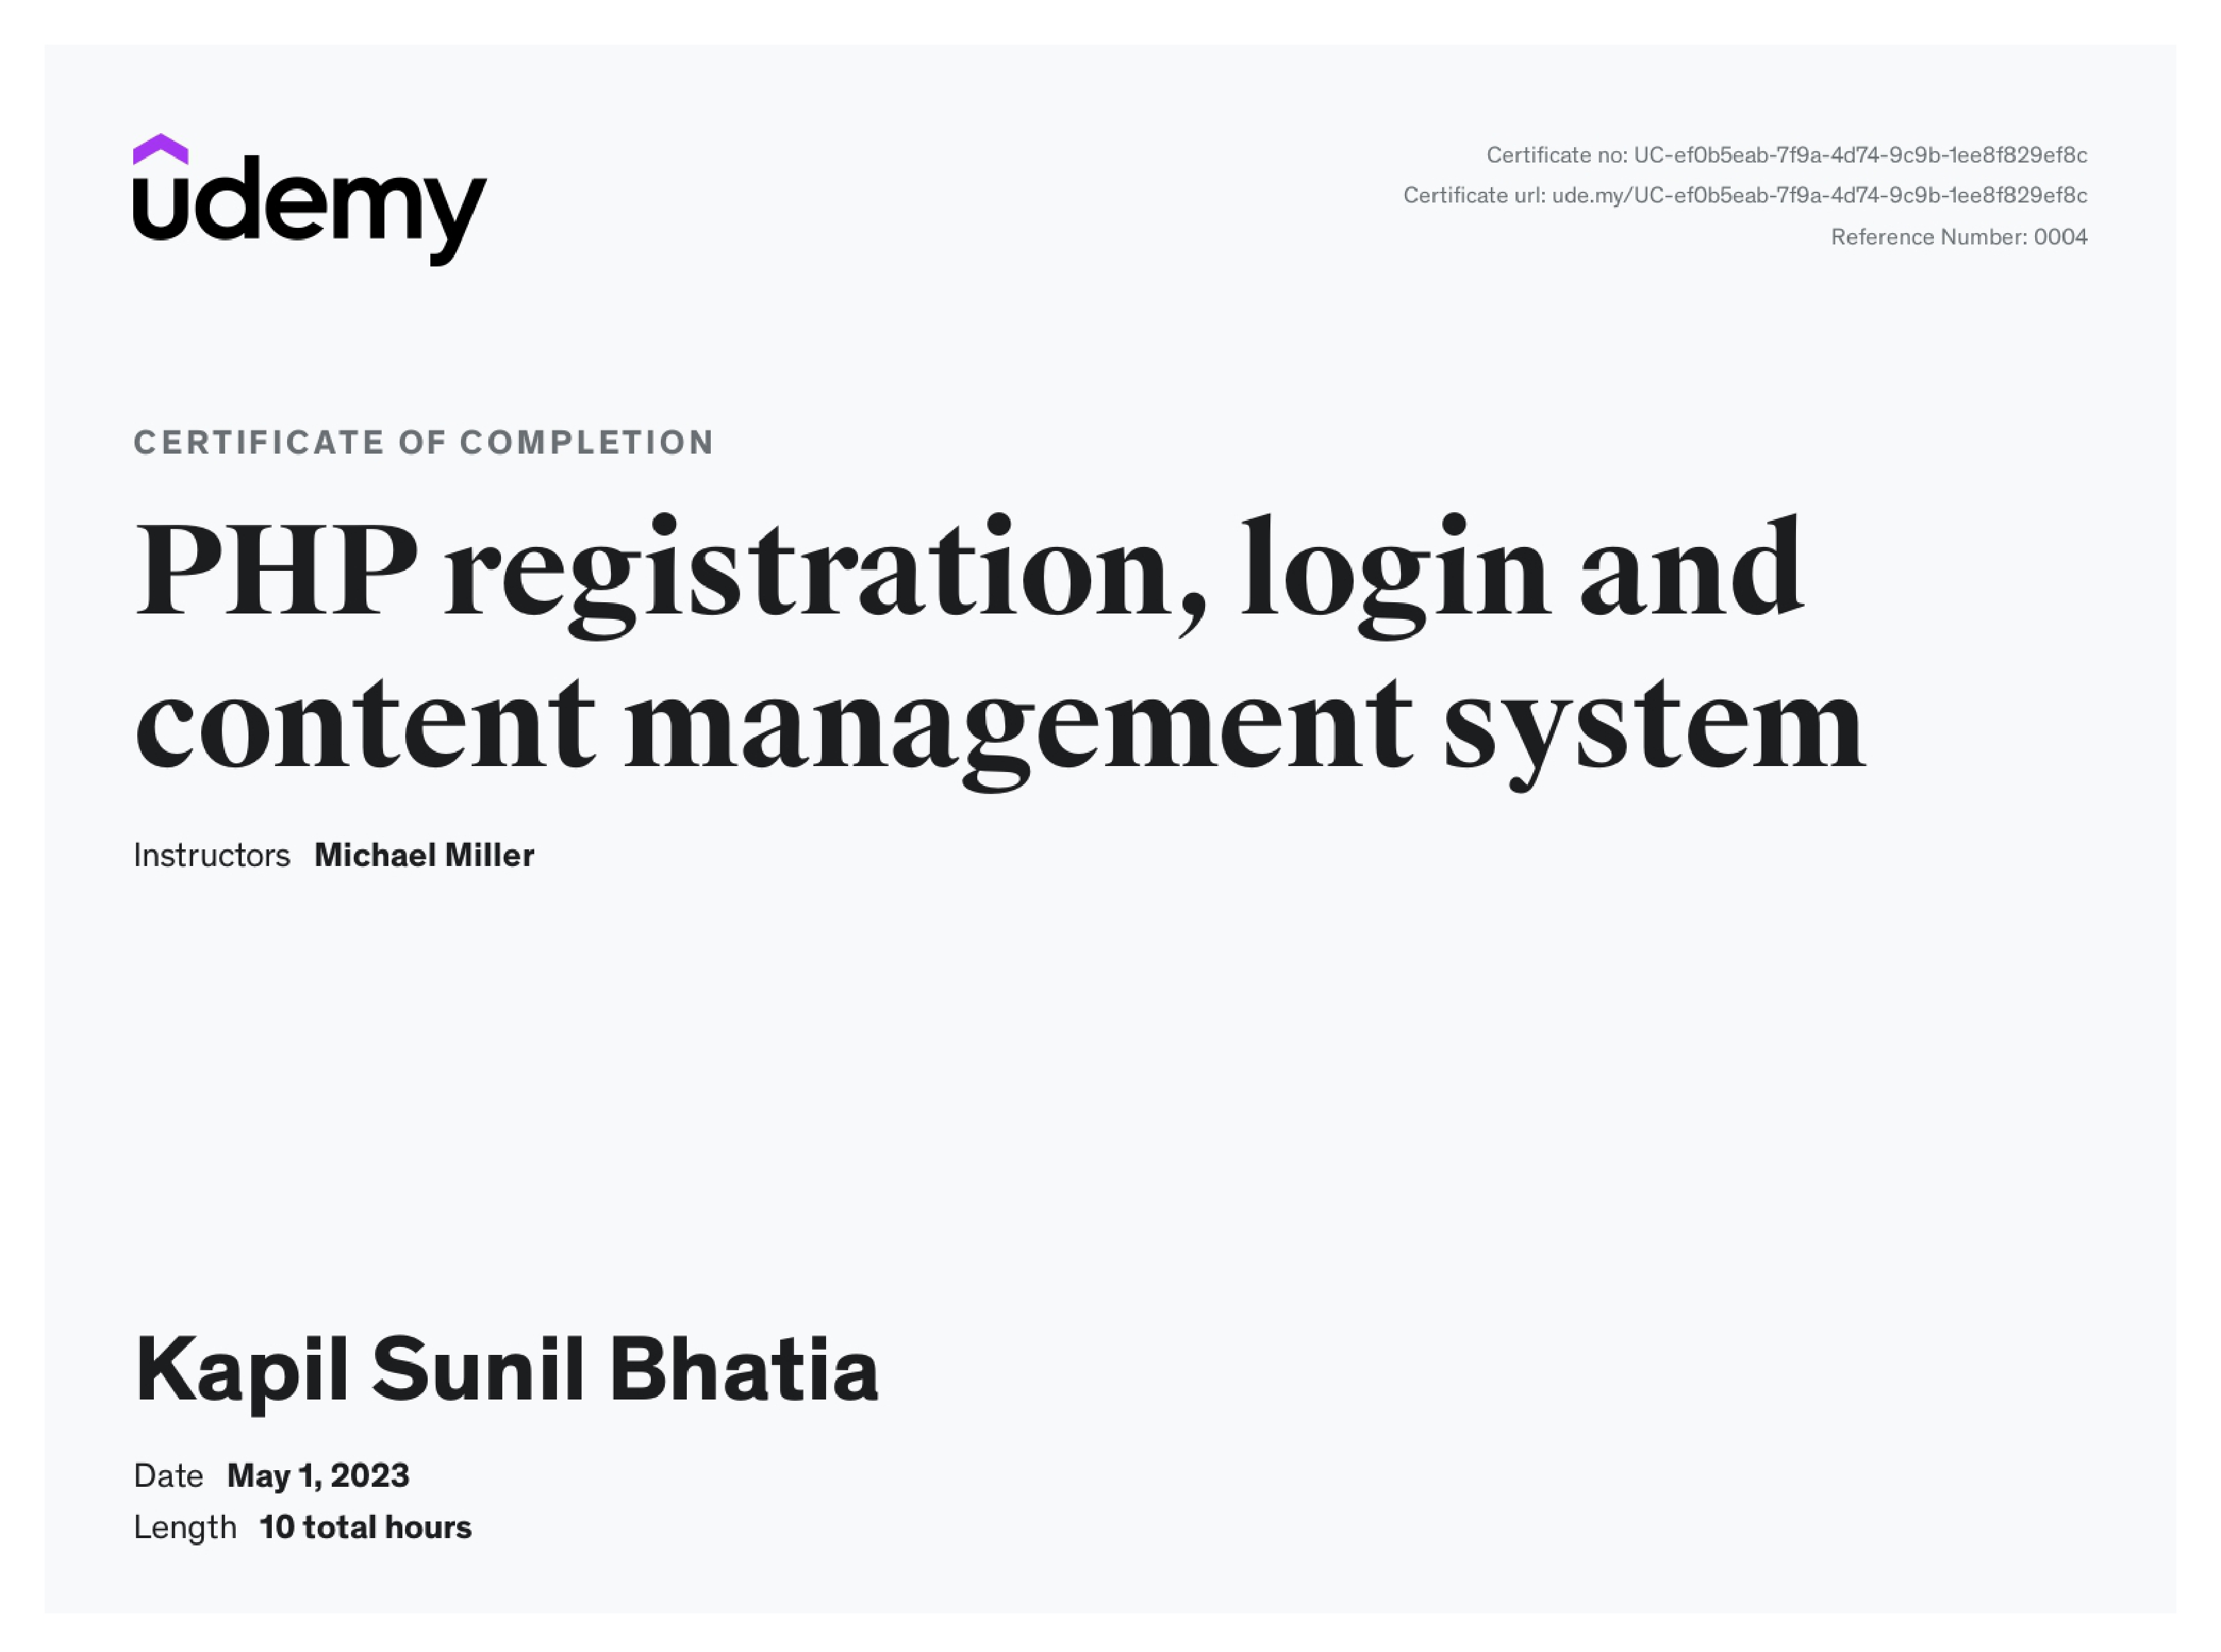 udemy
Certificate no: UC-ef0b5eab-7f9a-4d74-9c9b-1ee8f829ef8c
Certificate url: ude.my/UC-ef0b5eab-7f9a-4d74-9c9b-1ee8f829ef8c
Reference Number: 0004
CERTIFICATE OF COMPLETION
PHP registration, login and
content management system
Instructors Michael Miller
Kapil Sunil Bhatia
Date May 1, 2023
Length 10 total hours